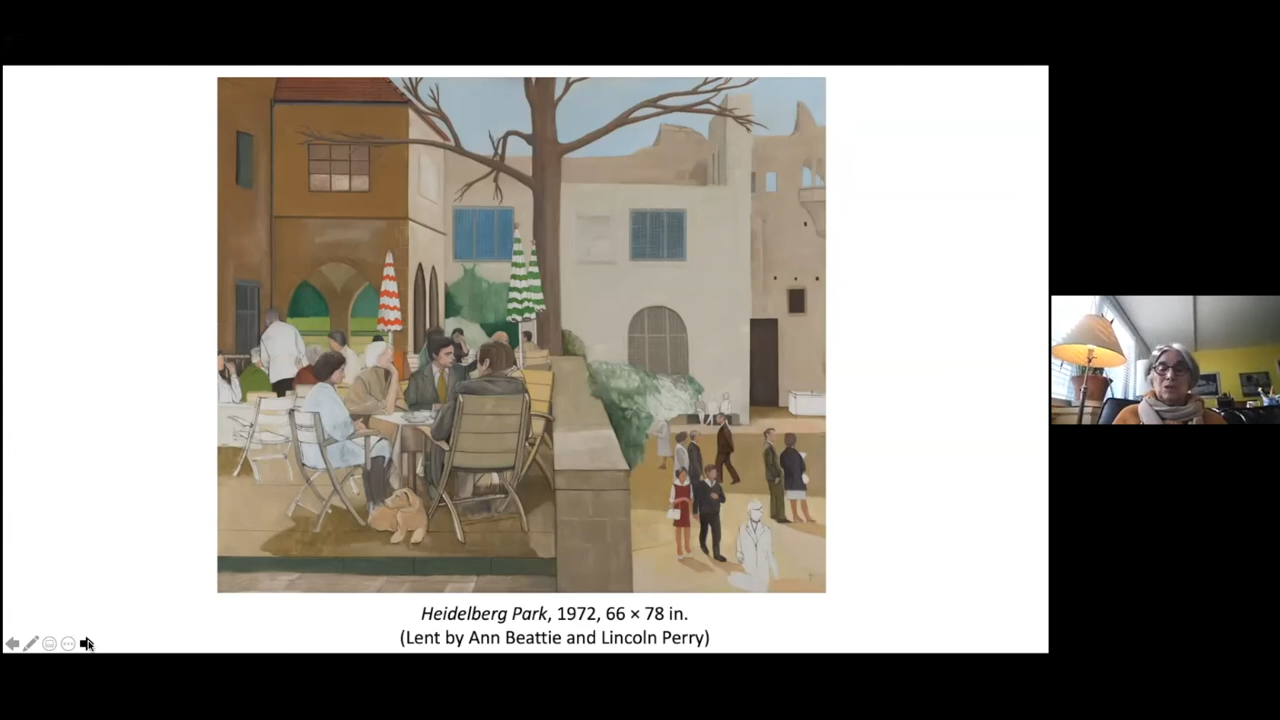 Heidelberg Park, 1972, 66 × 78 in.
(Lent by Ann Beattie and Lincoln Perry)